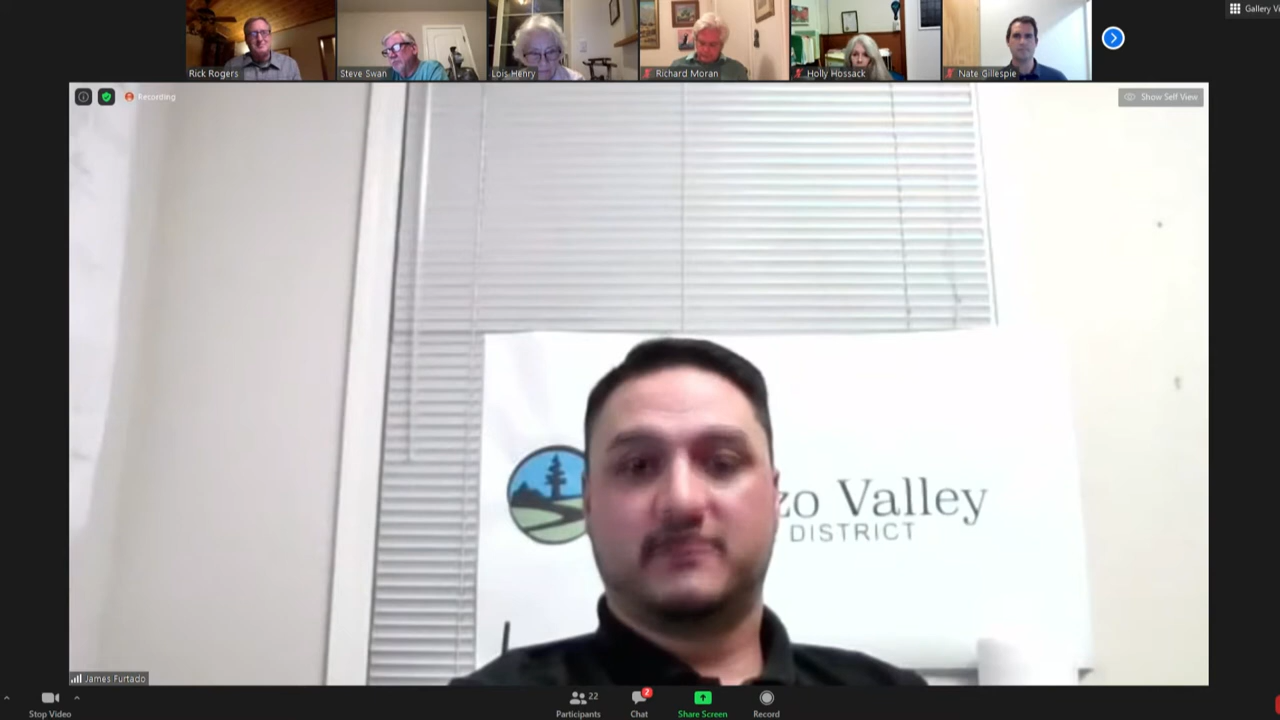 Gallery Vi
Rick Rogers
Steve Swan
Lois Henry
Richard Moran
Holly Hossack
Nate Gillespie
Recording
Show Self View
zo Valley
DISTRICT
James Furtado
Stop Video
22
Participants
2
Chat
Share Screen
Record